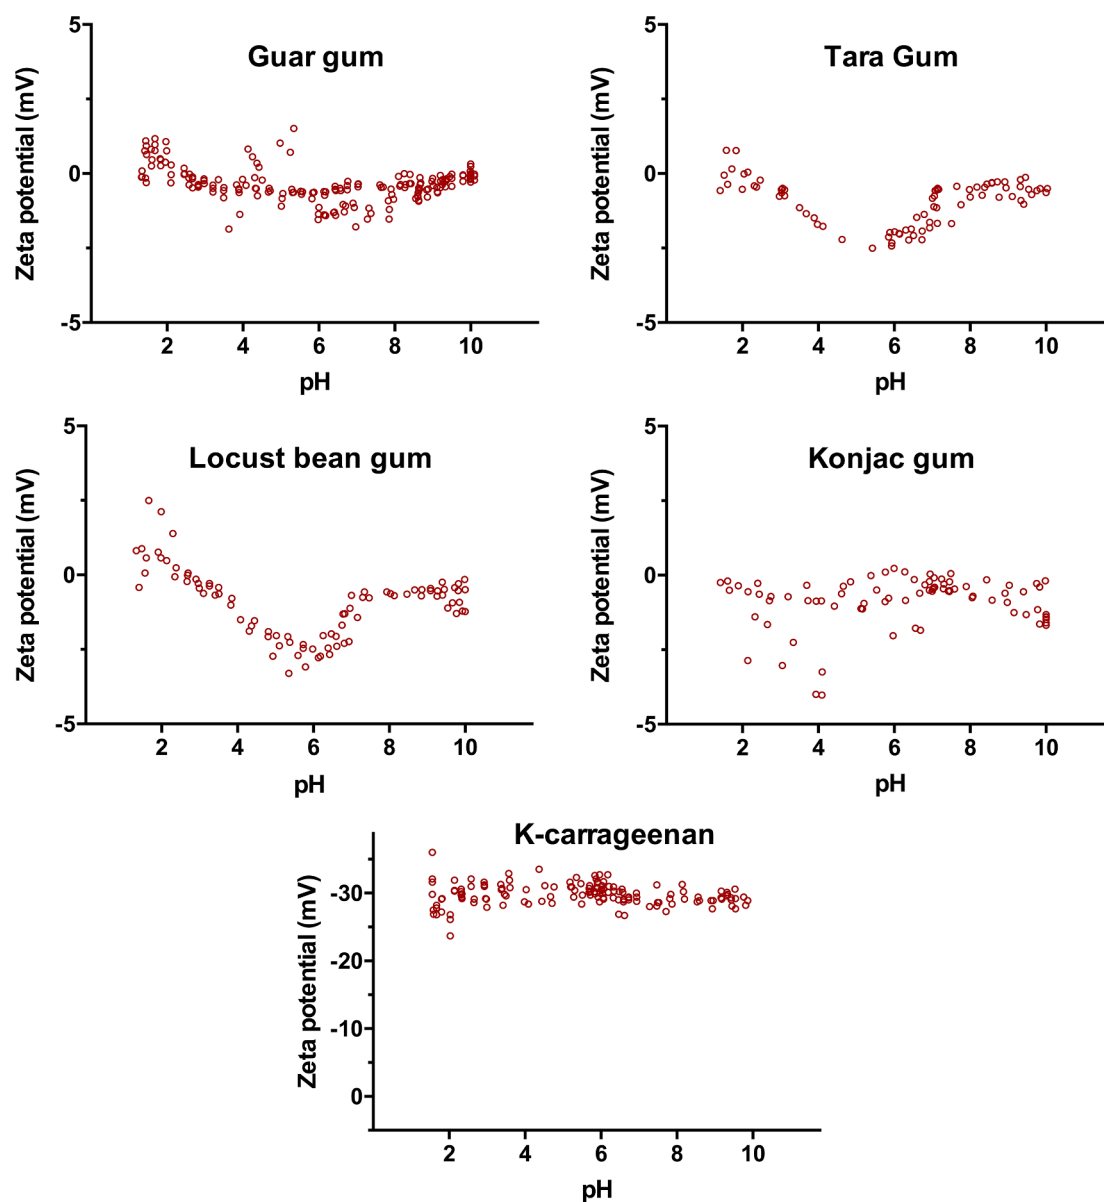 Guar gum
Zeta potential (mV)
5
0
-5
2 4 6 8 10
pH
Tara Gum
Zeta potential (mV)
5
0
-5
2 4 6 8 10
pH
Locust bean gum
Zeta potential (mV)
5
0
-5
2 4 6 8 10
pH
Konjac gum
Zeta potential (mV)
5
0
-5
2 4 6 8 10
pH
K-carrageenan
Zeta potential (mV)
-30
-20
-10
0
2 4 6 8 10
pH